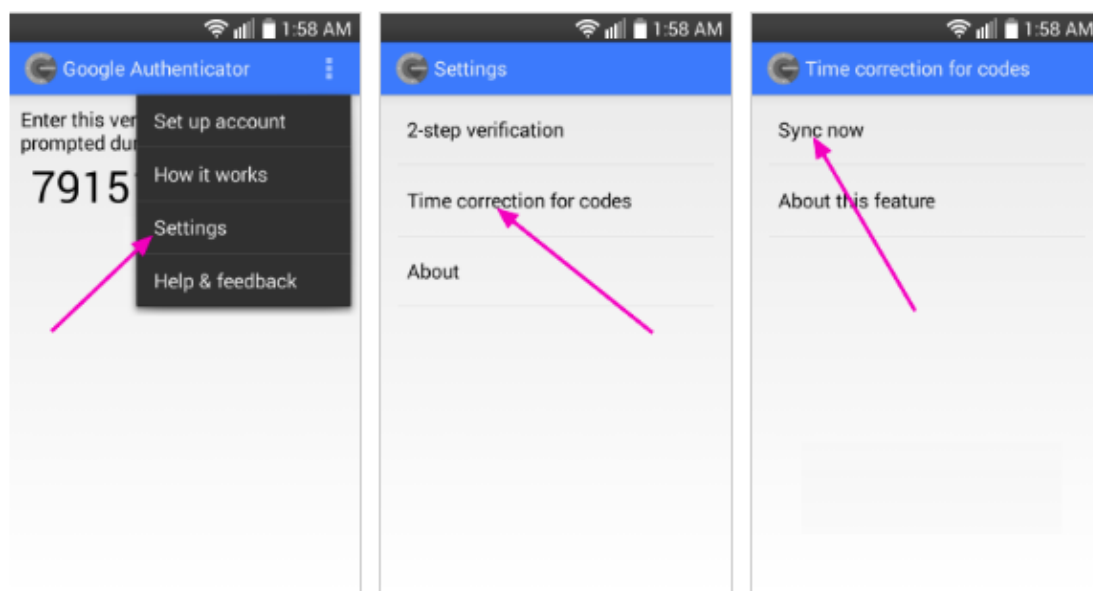 1:58 AM
Google Authenticator
Enter this ver
prompted dur
7915
Set up account
How it works
Settings
Help & feedback
1:58 AM
Settings
2-step verification
Time correction for codes
About
1:58 AM
Time correction for codes
Sync now
About this feature